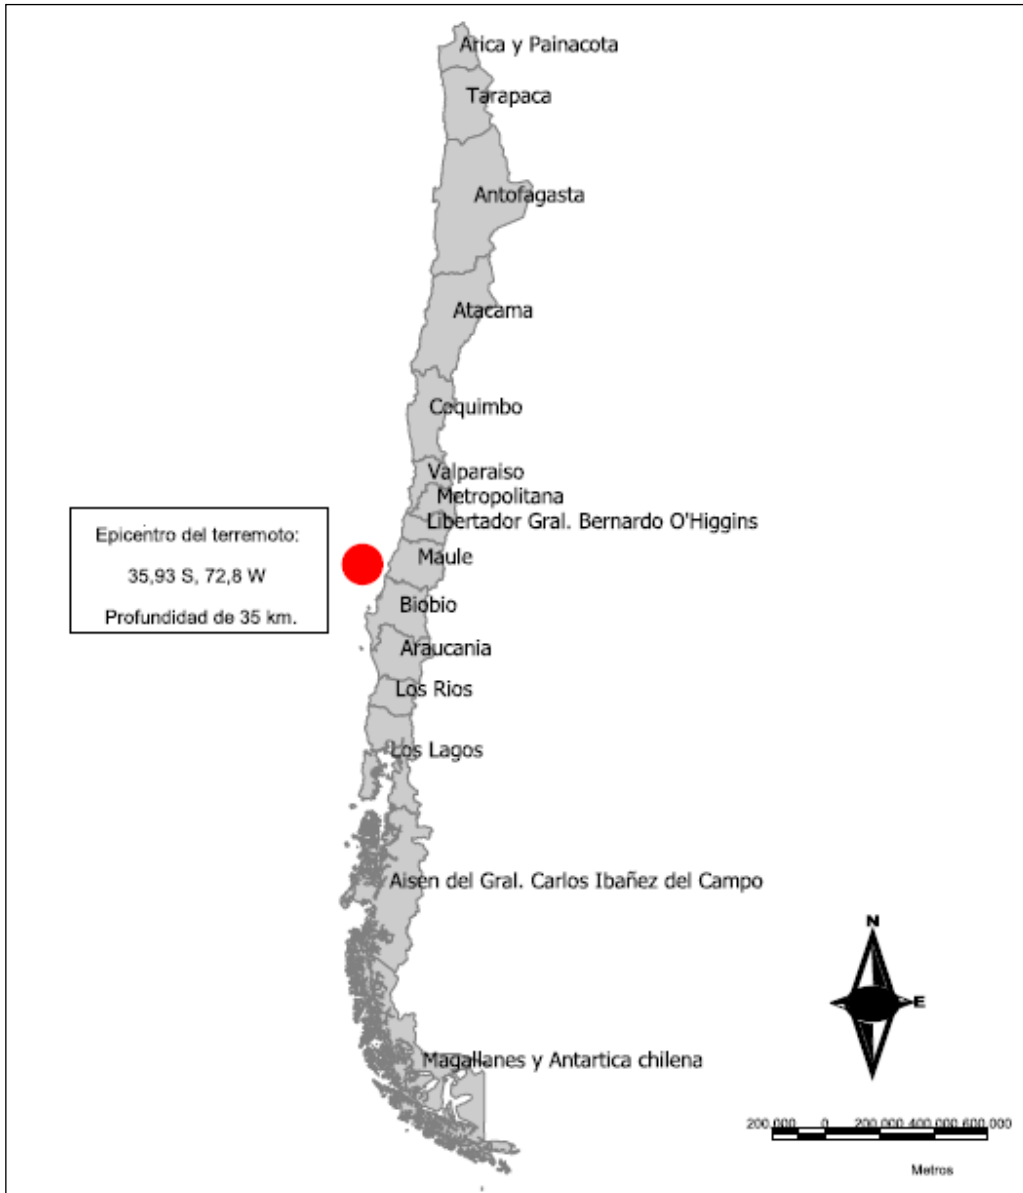 Arica y Painacota
Tarapaca
Antofagasta
Atacama
Coquimbo
Valparaiso
Metropolitana
Libertador Gral. Bernardo O'Higgins
Epicentro del terremoto:
35,93 S, 72,8 W
Profundidad de 35 km.
Maule
Biobio
Araucania
Los Rios
Los Lagos
Aisen del Gral. Carlos Ibañez del Campo
N
E
Magallanes y Antartica chilena
200.000 0 200.000 400.000 600.000
Metros